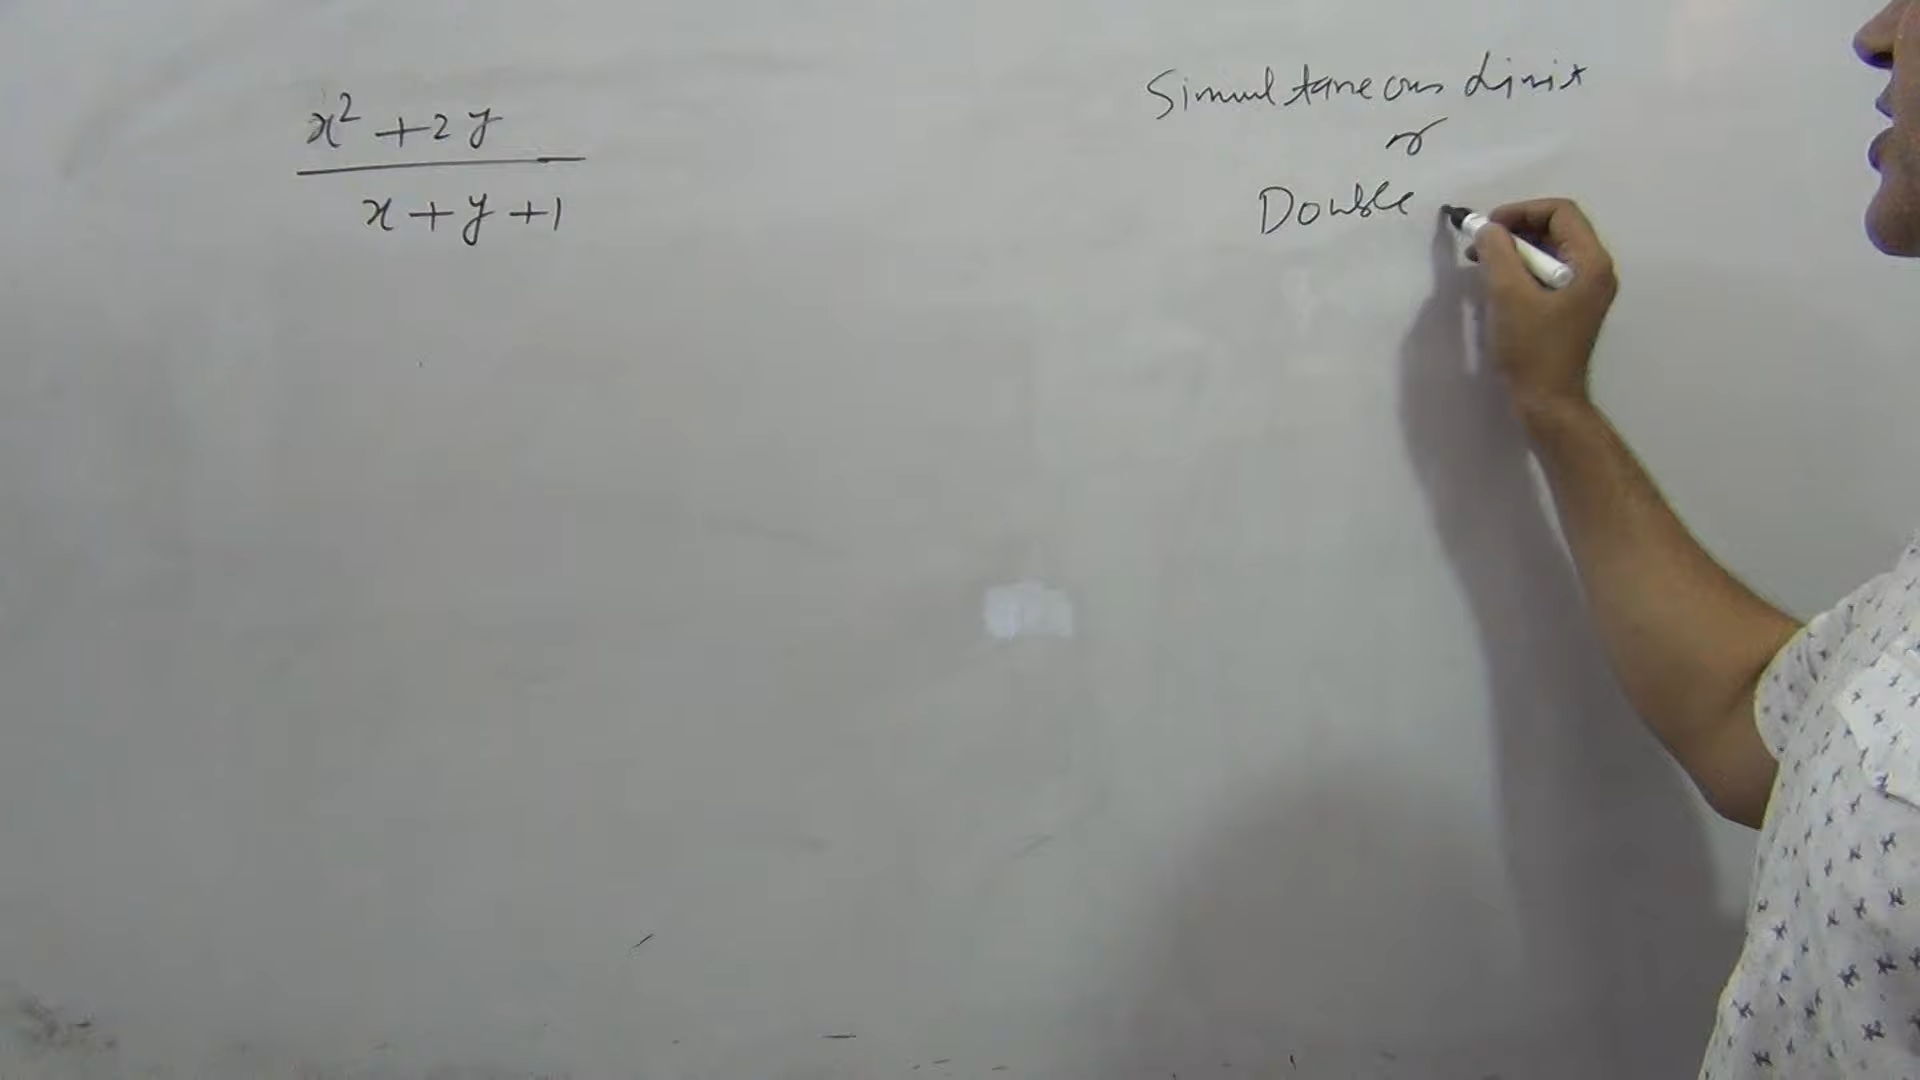 x² + 2y
x + y + 1
Simultaneous Limit
or
Double